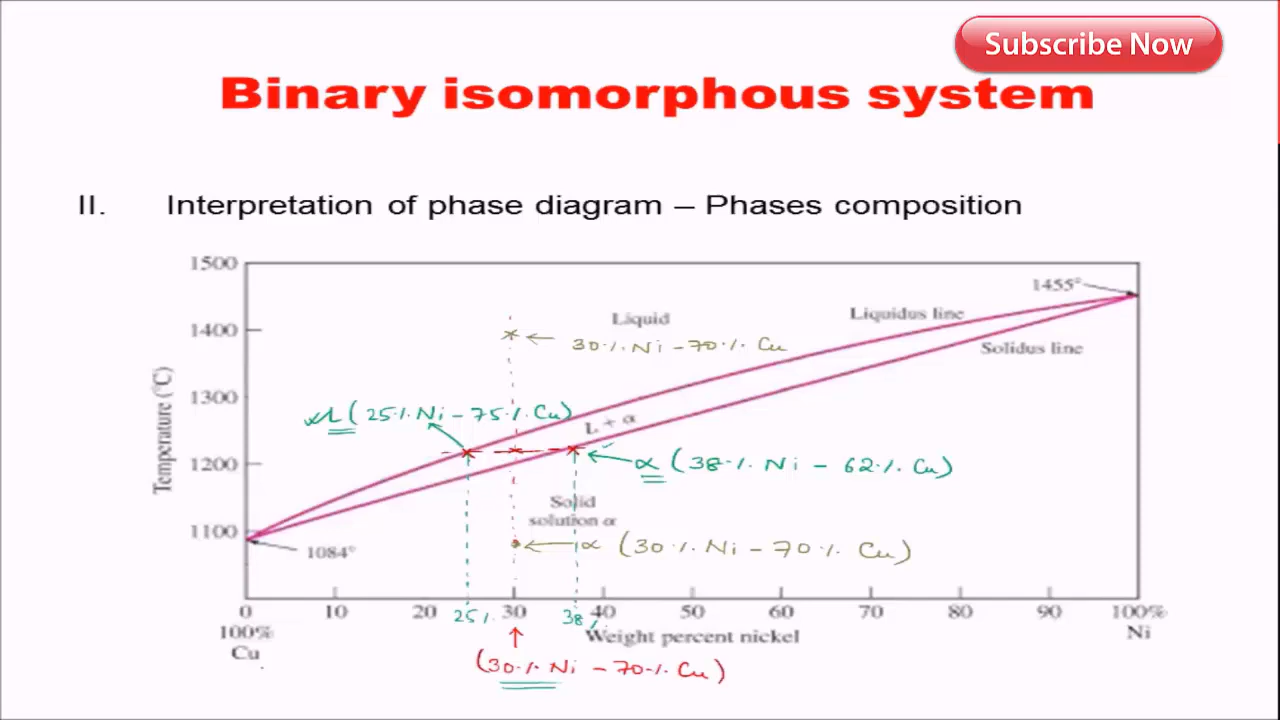 Subscribe Now
Binary isomorphous system
II. Interpretation of phase diagram – Phases composition
1500
1455°
Liquid
Liquidus line
1400
30%Ni-70% Cu
Solidus line
1300
Temperature (°C)
L (25%Ni-75% Cu)
L + α
1200
α (38% Ni - 62% Cu)
Solid
solution α
1100
1084°
α (30% Ni-70% Cu)
0 10 20 25% 30 38% 40 50 60 70 80 90 100%
100%
Cu
Weight percent nickel
Ni
(30% Ni - 70% Cu)